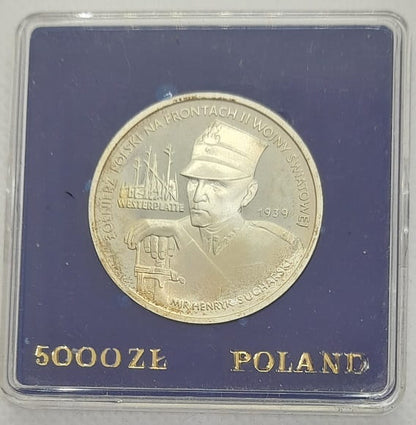 ŻOŁNIERZ POLSKI NA FRONTACH II WOJNY ŚWIATOWEJ
WESTERPLATTE
1939
MJR HENRYK SUCHARSKI
5000 ZŁ POLAND